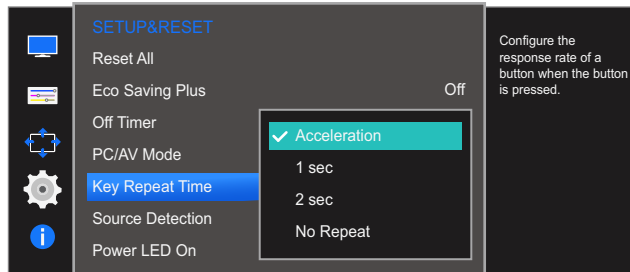 SETUP&RESET
Reset All
Eco Saving Plus Off
Off Timer
PC/AV Mode
Key Repeat Time
Source Detection
Power LED On
Acceleration
1 sec
2 sec
No Repeat
Configure the
response rate of a
button when the button
is pressed.